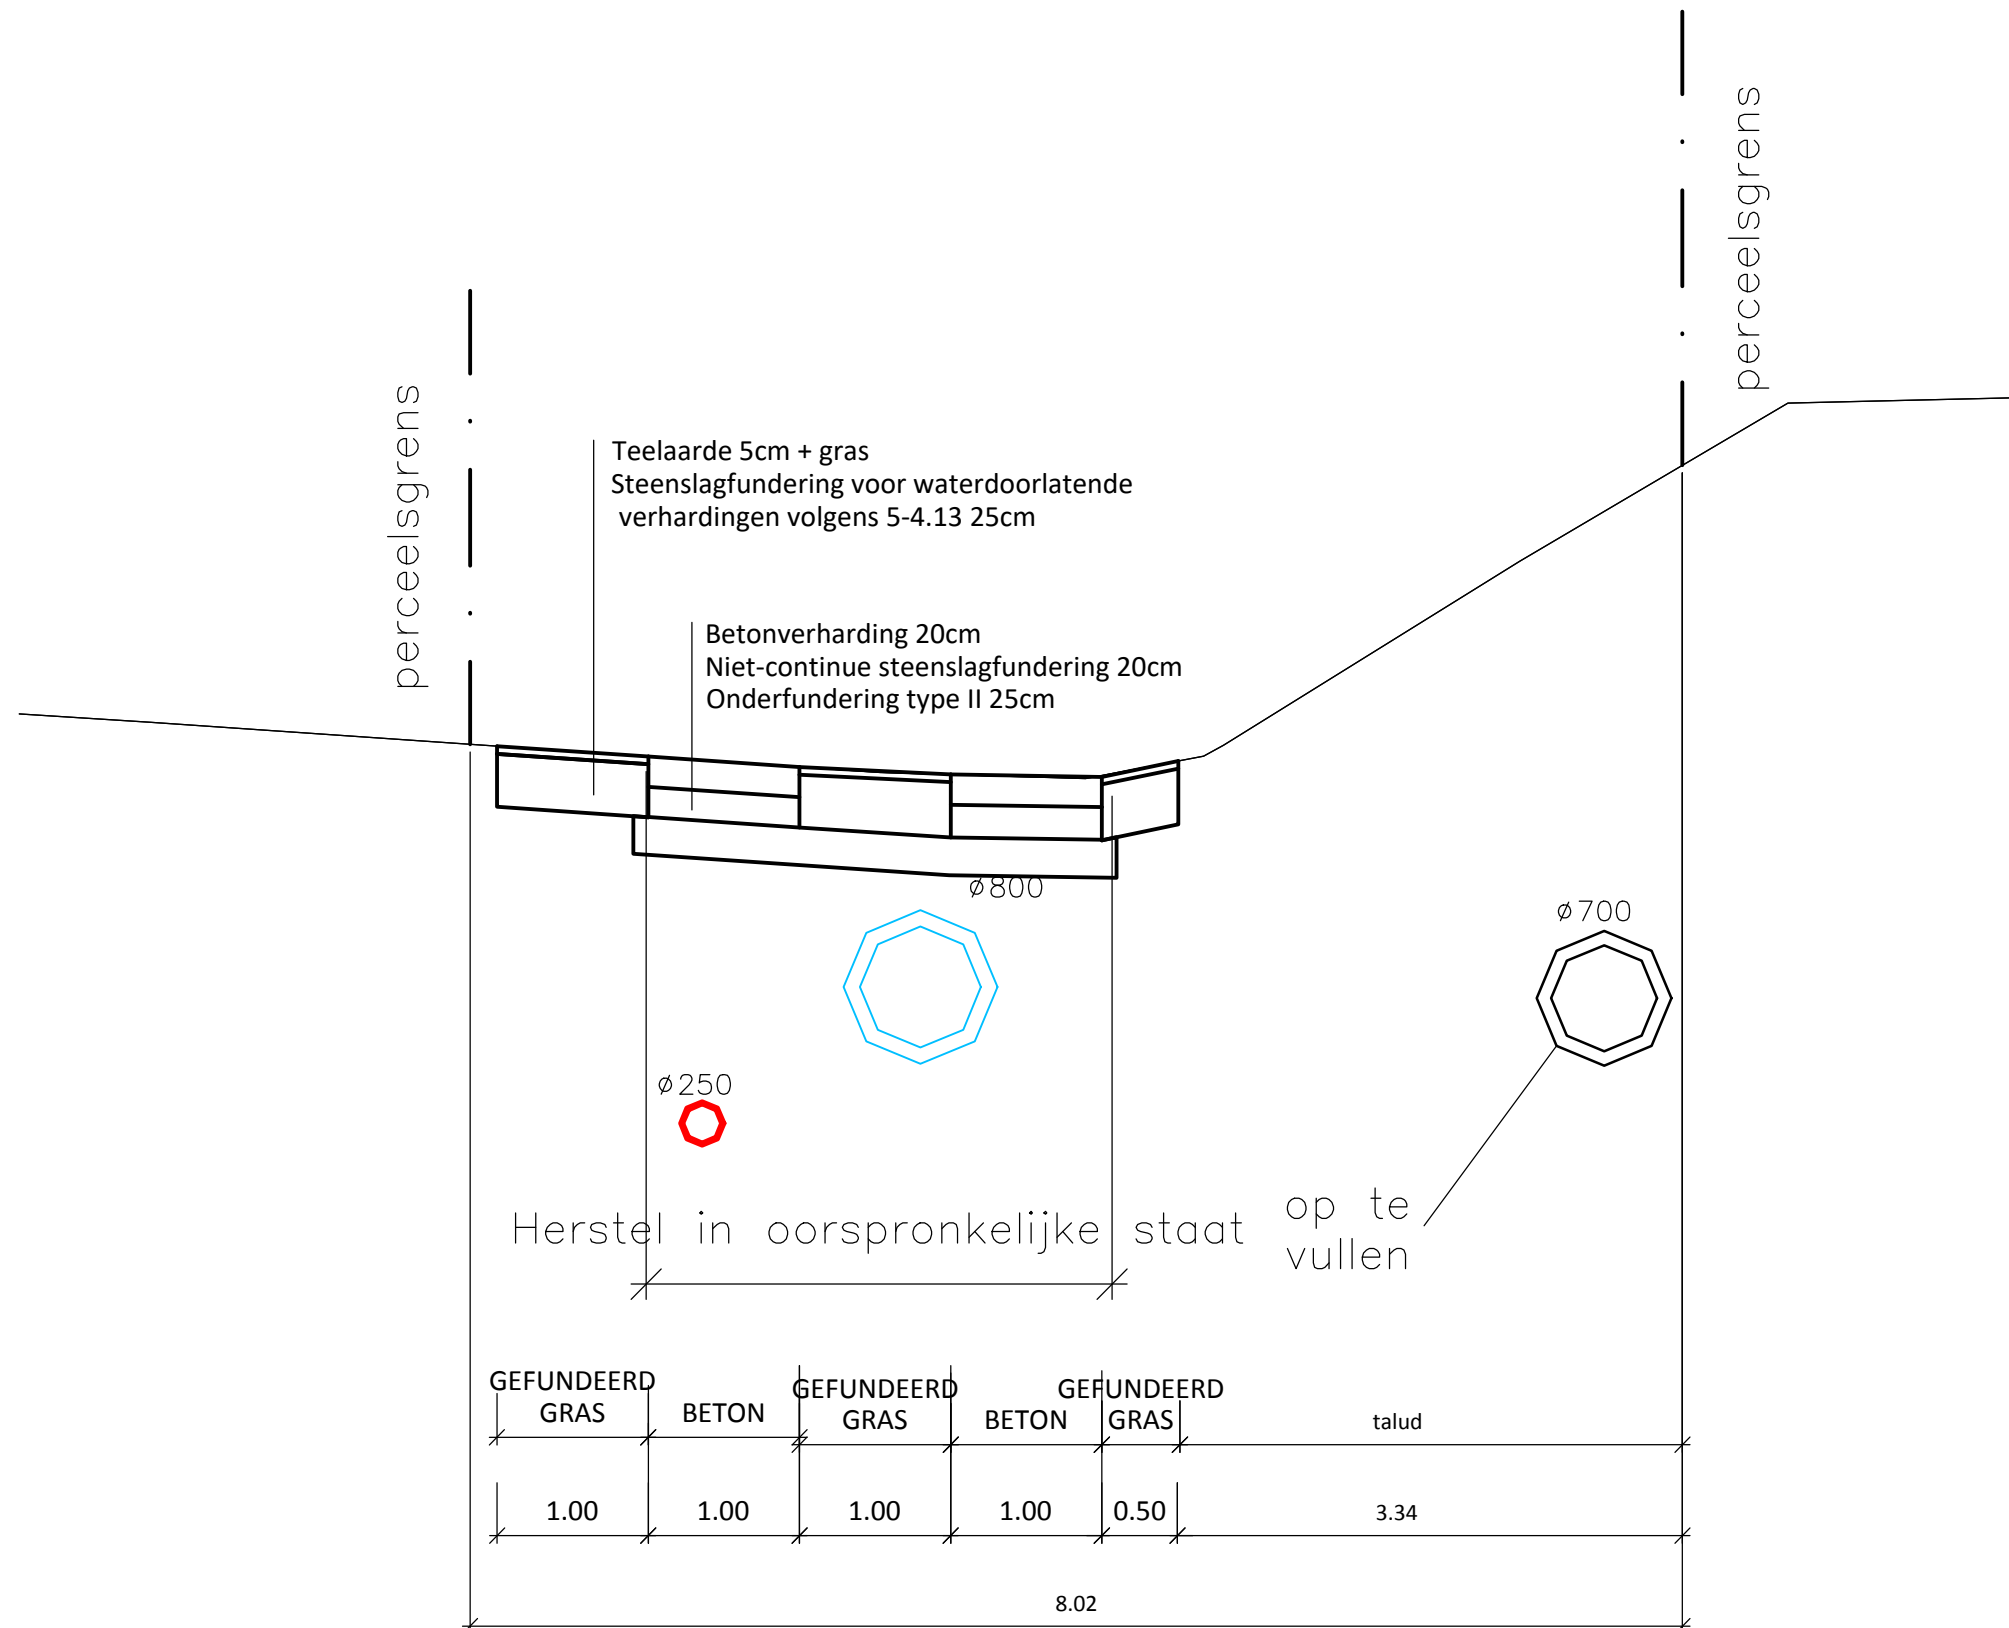 perceelsgrens
perceelsgrens
Teelaarde 5cm + gras
Steenslagfundering voor waterdoorlatende
verhardingen volgens 5-4.13 25cm
Betonverharding 20cm
Niet-continue steenslagfundering 20cm
Onderfundering type II 25cm
ø800
ø700
ø250
Herstel in oorspronkelijke staat
op te
vullen
GEFUNDEERD
GRAS
BETON
GEFUNDEERD
GRAS
BETON
GEFUNDEERD
GRAS
talud
1.00
1.00
1.00
1.00
0.50
3.34
8.02